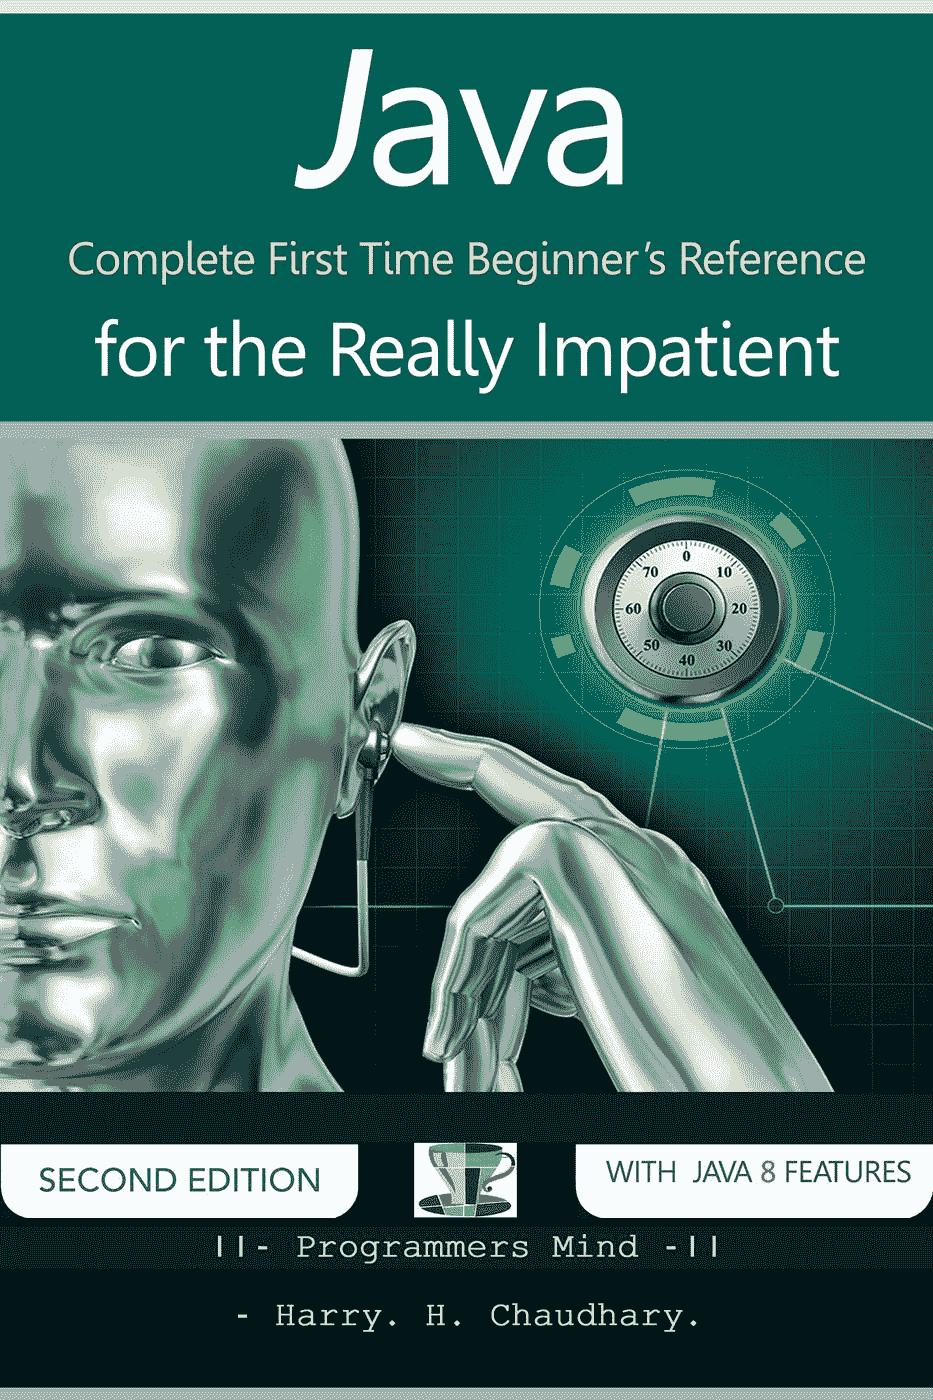 Java
Complete First Time Beginner's Reference
for the Really Impatient
0
70 10
60 20
50 30
40
SECOND EDITION
WITH JAVA 8 FEATURES
||- Programmers Mind -||
- Harry. H. Chaudhary.